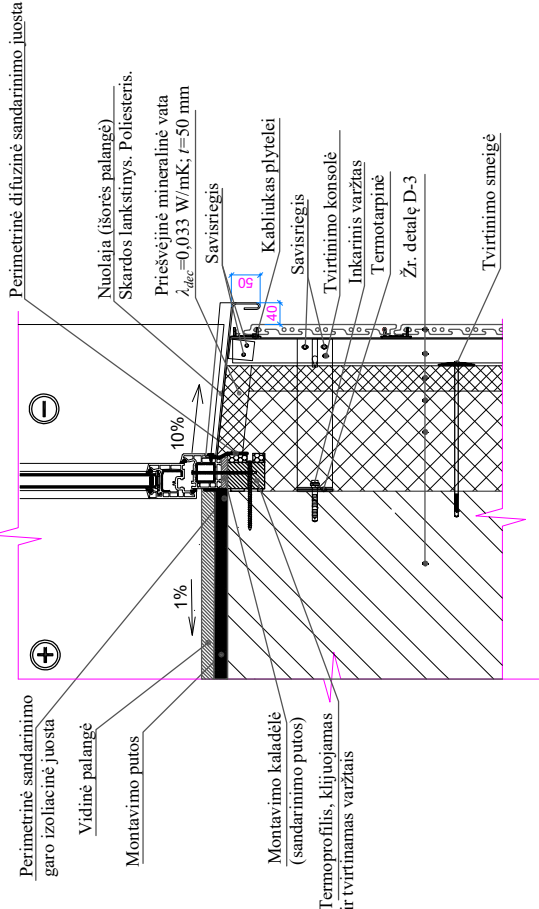 Perimetrinė difuzinė sandarinimo juosta
Nuolaja (išorės palangė)
Skardos lankstinys. Poliesteris.
Priešvėjinė mineralinė vata
λdec=0,033 W/mK; t=50 mm
Savisriegis
Kabliukas plytelei
Savisriegis
Tvirtinimo konsolė
Inkarinis varžtas
Termotarpinė
Žr. detalę D-3
Tvirtinimo smeigė
50
40
10%
1%
−
+
Perimetrinė sandarinimo
garo izoliacinė juosta
Vidinė palangė
Montavimo putos
Montavimo kaladėlė
(sandarinimo putos)
Termoprofilis, klijuojamas
ir tvirtinamas varžtais